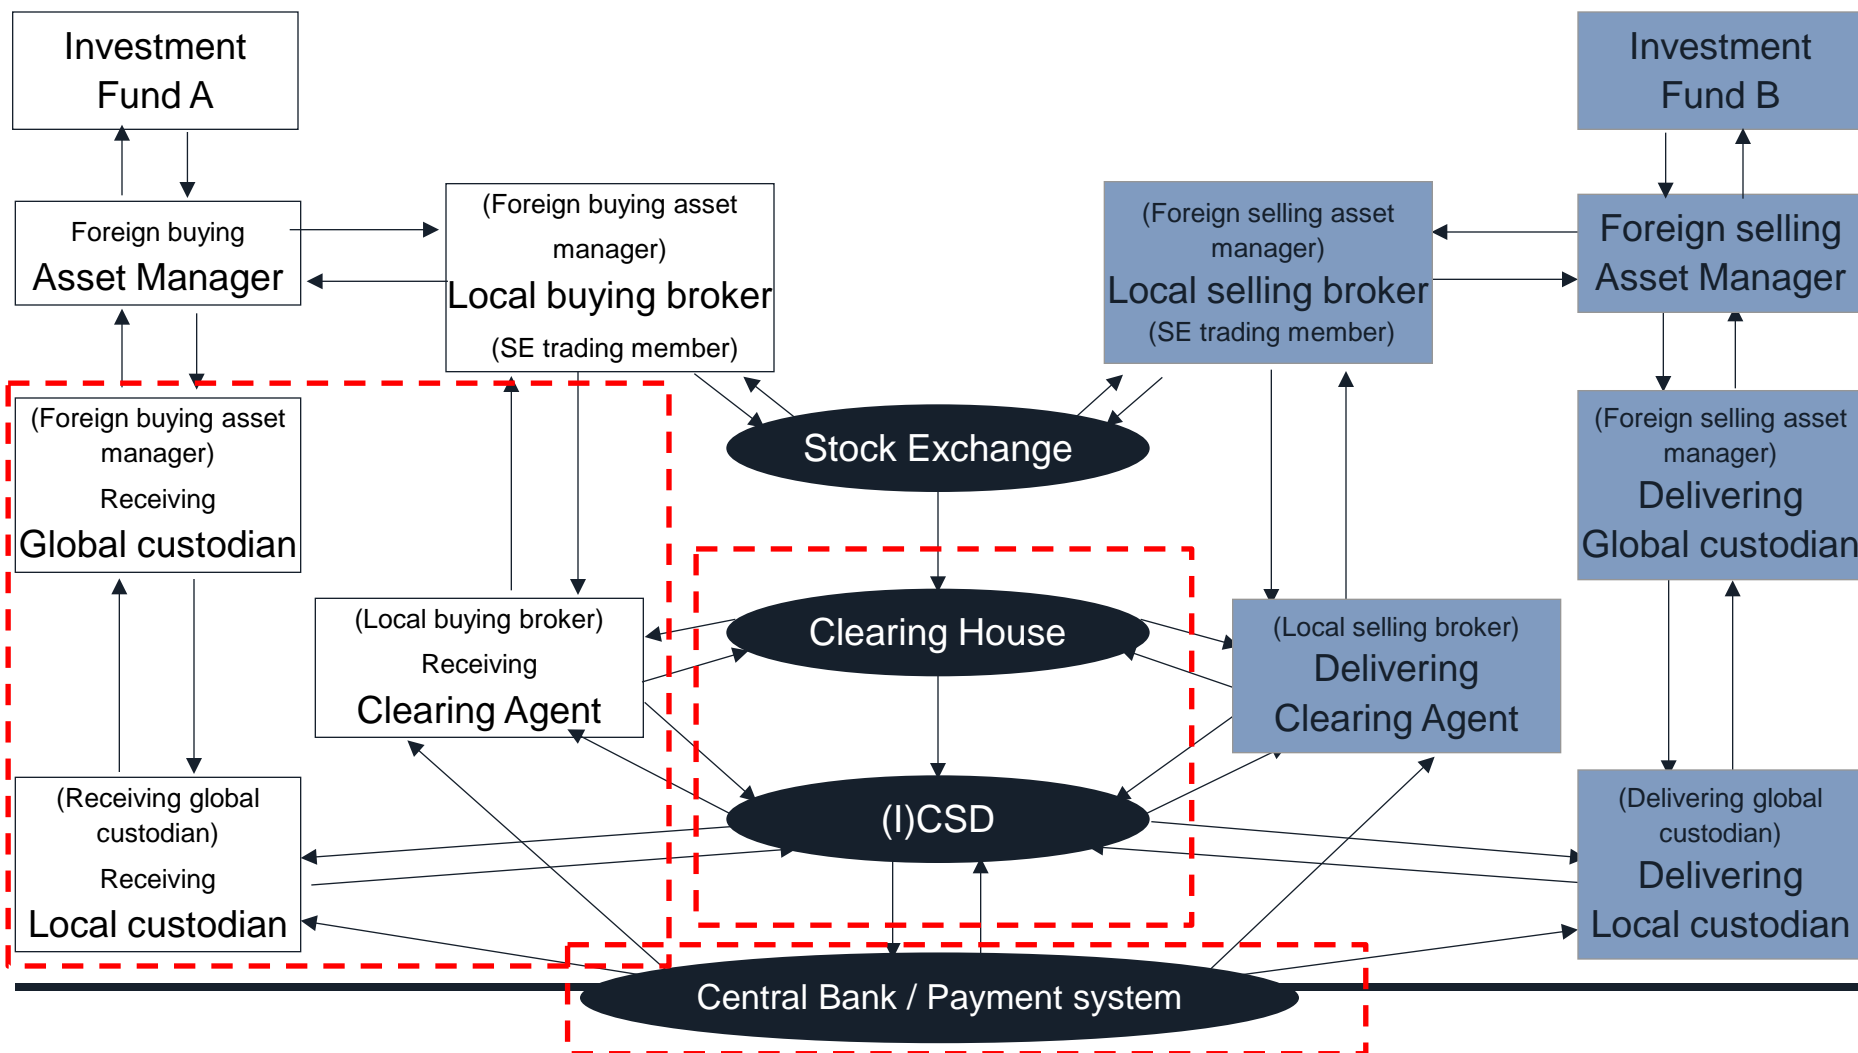 Investment
Fund A
Investment
Fund B
(Foreign buying asset
manager)
Local buying broker
(SE trading member)
(Foreign selling asset
manager)
Local selling broker
(SE trading member)
Foreign buying
Asset Manager
Foreign selling
Asset Manager
(Foreign buying asset
manager)
Receiving
Global custodian
Stock Exchange
(Foreign selling asset
manager)
Delivering
Global custodian
(Local buying broker)
Receiving
Clearing Agent
Clearing House
(Local selling broker)
Delivering
Clearing Agent
(Receiving global
custodian)
Receiving
Local custodian
(I)CSD
(Delivering global
custodian)
Delivering
Local custodian
Central Bank / Payment system